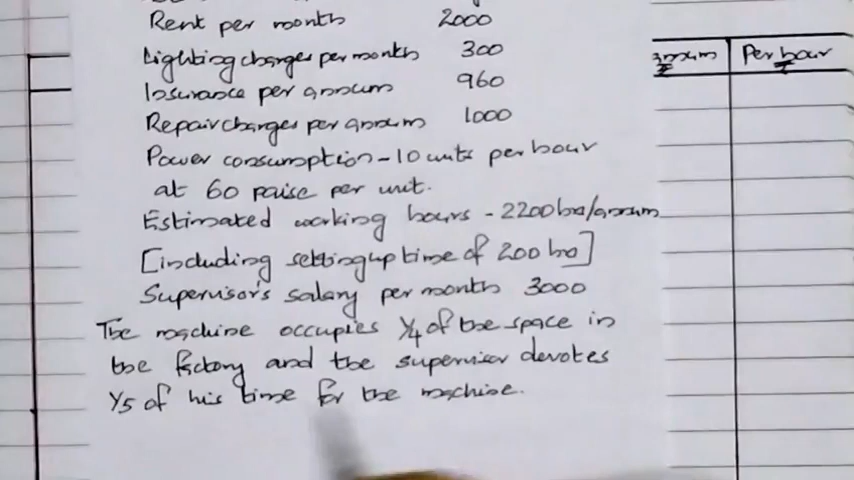 Rent per month 2000
Lighting charges per month 300
Insurance per annum 960
Repair charges per annum 1000
Power consumption - 10 units per hour
at 60 paise per unit.
Estimated working hours - 2200 hrs/annum
[including setting up time of 200 hrs]
Supervisor's salary per month 3000
The machine occupies 1/4 of the space in
the factory and the supervisor devotes
1/5 of his time for the machine.
annum ₹ Per hour ₹